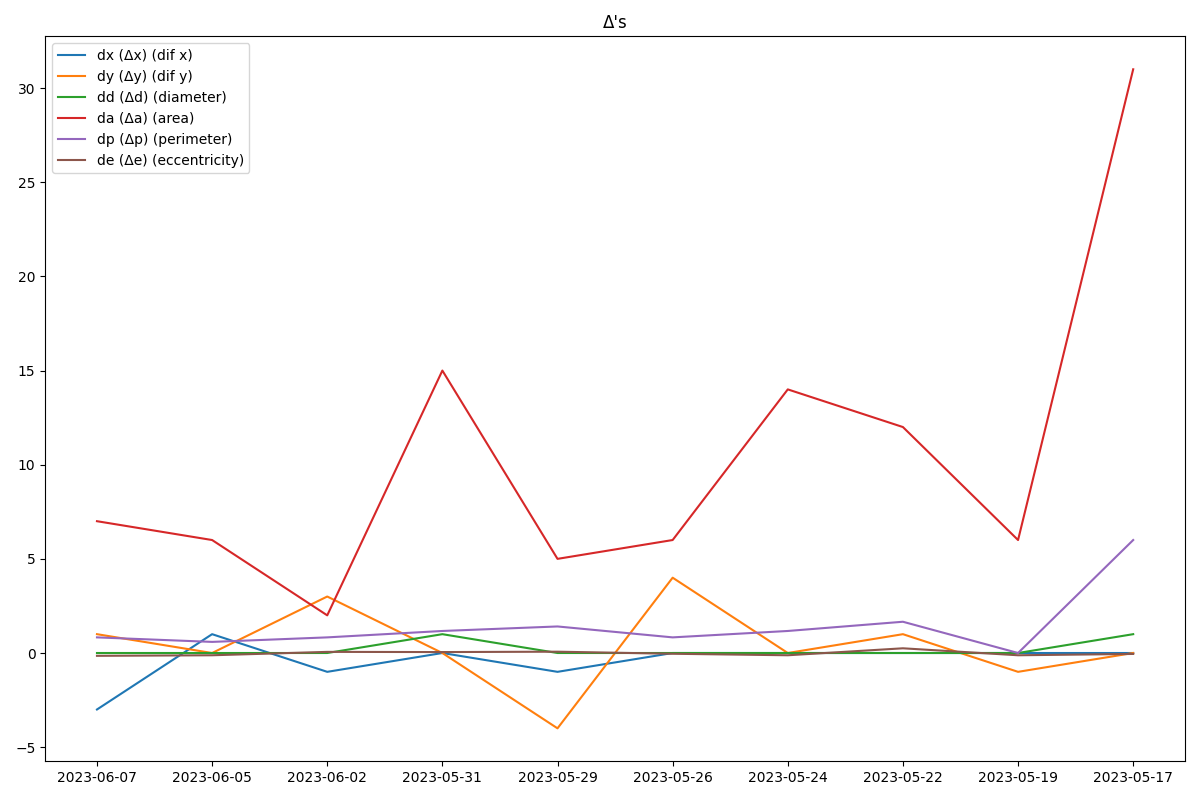 Δ's
dx (Δx) (dif x)
dy (Δy) (dif y)
dd (Δd) (diameter)
da (Δa) (area)
dp (Δp) (perimeter)
de (Δe) (eccentricity)
30
25
20
15
10
5
0
−5
2023-06-07 2023-06-05 2023-06-02 2023-05-31 2023-05-29 2023-05-26 2023-05-24 2023-05-22 2023-05-19 2023-05-17